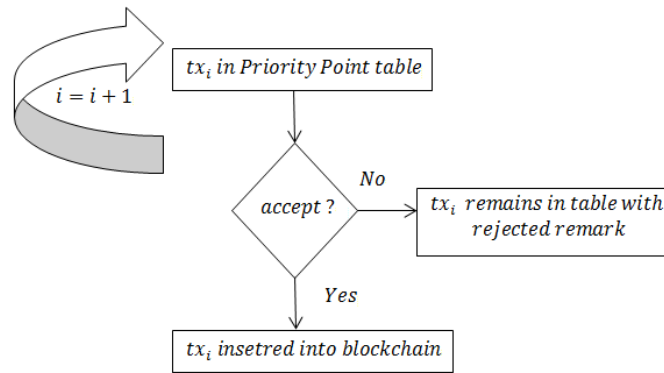 tx_i in Priority Point table
i = i + 1
accept ?
No
tx_i remains in table with
rejected remark
Yes
tx_i insetred into blockchain